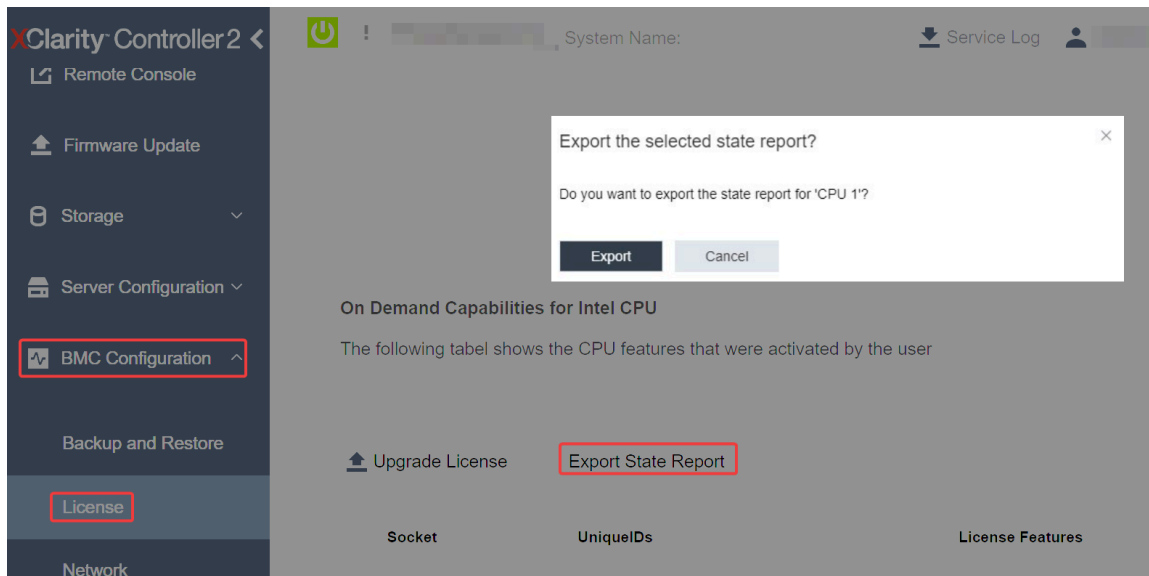 XClarity™ Controller 2
Remote Console
Firmware Update
Storage
Server Configuration
BMC Configuration
Backup and Restore
License
Network
! , System Name:
Service Log
Export the selected state report?
Do you want to export the state report for 'CPU 1'?
Export Cancel
On Demand Capabilities for Intel CPU
The following tabel shows the CPU features that were activated by the user
Upgrade License Export State Report
Socket UniqueIDs License Features